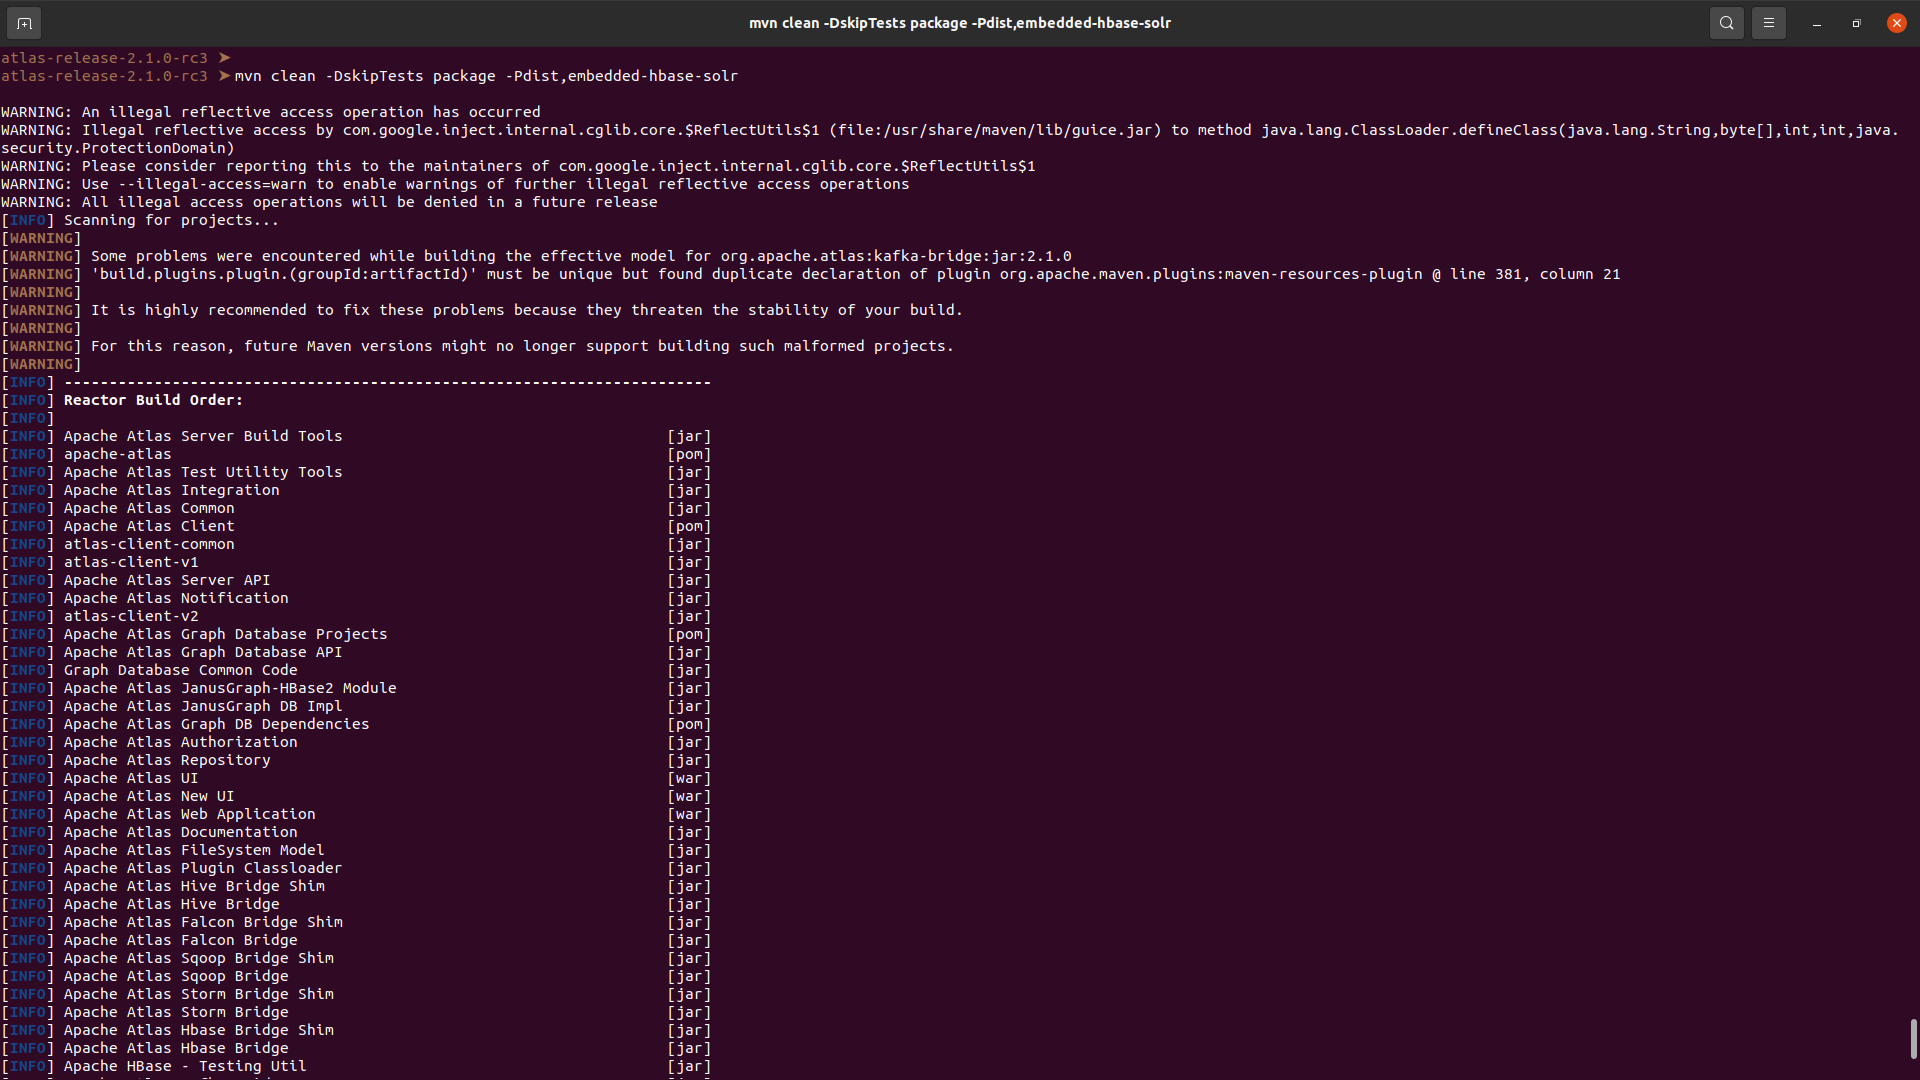 mvn clean -DskipTests package -Pdist,embedded-hbase-solr
atlas-release-2.1.0-rc3 ➤
atlas-release-2.1.0-rc3 ➤ mvn clean -DskipTests package -Pdist,embedded-hbase-solr
WARNING: An illegal reflective access operation has occurred
WARNING: Illegal reflective access by com.google.inject.internal.cglib.core.$ReflectUtils$1 (file:/usr/share/maven/lib/guice.jar) to method java.lang.ClassLoader.defineClass(java.lang.String,byte[],int,int,java.
security.ProtectionDomain)
WARNING: Please consider reporting this to the maintainers of com.google.inject.internal.cglib.core.$ReflectUtils$1
WARNING: Use --illegal-access=warn to enable warnings of further illegal reflective access operations
WARNING: All illegal access operations will be denied in a future release
[INFO] Scanning for projects...
[WARNING]
[WARNING] Some problems were encountered while building the effective model for org.apache.atlas:kafka-bridge:jar:2.1.0
[WARNING] 'build.plugins.plugin.(groupId:artifactId)' must be unique but found duplicate declaration of plugin org.apache.maven.plugins:maven-resources-plugin @ line 381, column 21
[WARNING]
[WARNING] It is highly recommended to fix these problems because they threaten the stability of your build.
[WARNING]
[WARNING] For this reason, future Maven versions might no longer support building such malformed projects.
[WARNING]
[INFO] ------------------------------------------------------------------------
[INFO] Reactor Build Order:
[INFO]
[INFO] Apache Atlas Server Build Tools [jar]
[INFO] apache-atlas [pom]
[INFO] Apache Atlas Test Utility Tools [jar]
[INFO] Apache Atlas Integration [jar]
[INFO] Apache Atlas Common [jar]
[INFO] Apache Atlas Client [pom]
[INFO] atlas-client-common [jar]
[INFO] atlas-client-v1 [jar]
[INFO] Apache Atlas Server API [jar]
[INFO] Apache Atlas Notification [jar]
[INFO] atlas-client-v2 [jar]
[INFO] Apache Atlas Graph Database Projects [pom]
[INFO] Apache Atlas Graph Database API [jar]
[INFO] Graph Database Common Code [jar]
[INFO] Apache Atlas JanusGraph-HBase2 Module [jar]
[INFO] Apache Atlas JanusGraph DB Impl [jar]
[INFO] Apache Atlas Graph DB Dependencies [pom]
[INFO] Apache Atlas Authorization [jar]
[INFO] Apache Atlas Repository [jar]
[INFO] Apache Atlas UI [war]
[INFO] Apache Atlas New UI [war]
[INFO] Apache Atlas Web Application [war]
[INFO] Apache Atlas Documentation [jar]
[INFO] Apache Atlas FileSystem Model [jar]
[INFO] Apache Atlas Plugin Classloader [jar]
[INFO] Apache Atlas Hive Bridge Shim [jar]
[INFO] Apache Atlas Hive Bridge [jar]
[INFO] Apache Atlas Falcon Bridge Shim [jar]
[INFO] Apache Atlas Falcon Bridge [jar]
[INFO] Apache Atlas Sqoop Bridge Shim [jar]
[INFO] Apache Atlas Sqoop Bridge [jar]
[INFO] Apache Atlas Storm Bridge Shim [jar]
[INFO] Apache Atlas Storm Bridge [jar]
[INFO] Apache Atlas Hbase Bridge Shim [jar]
[INFO] Apache Atlas Hbase Bridge [jar]
[INFO] Apache HBase - Testing Util [jar]